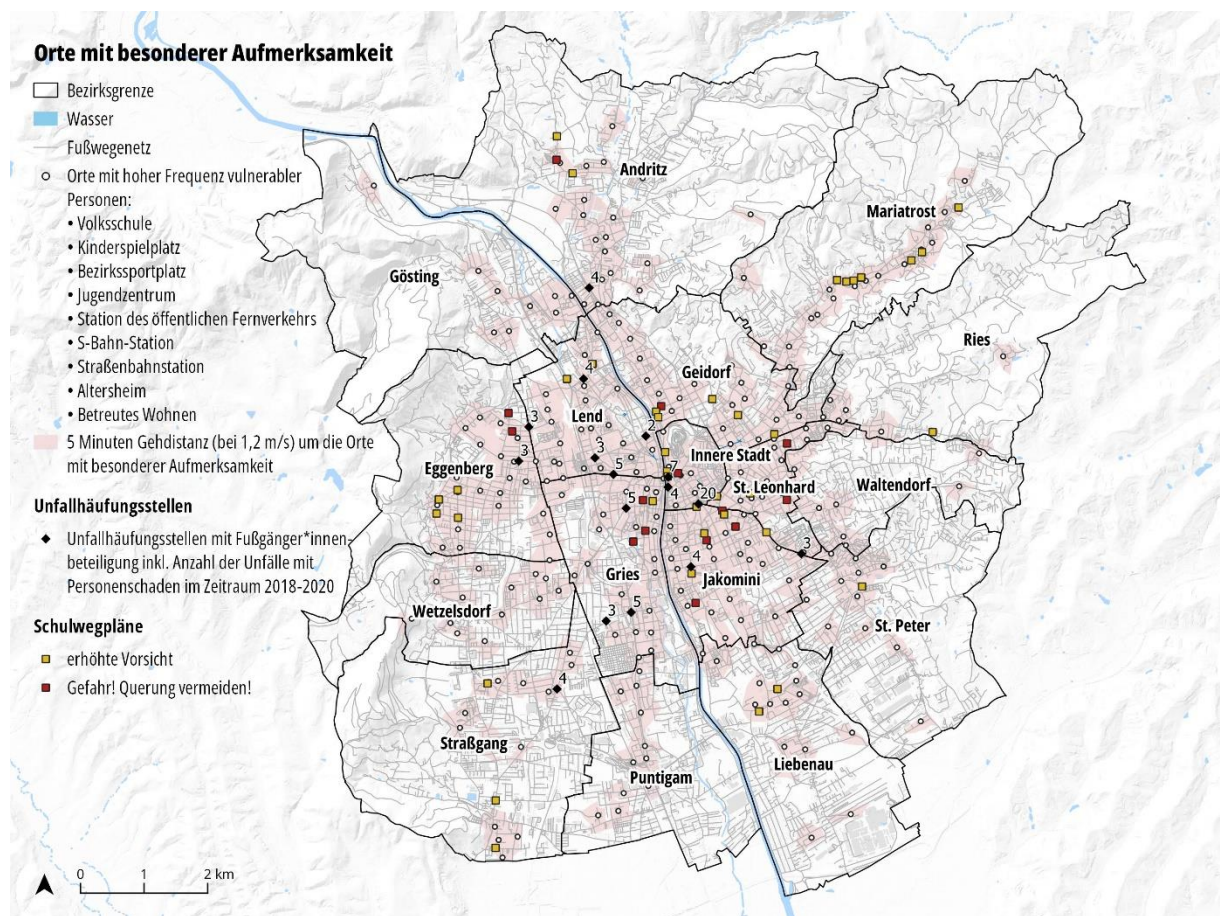 Orte mit besonderer Aufmerksamkeit
Bezirksgrenze
Wasser
Fußwegenetz
Orte mit hoher Frequenz vulnerabler
Personen:
• Volksschule
• Kinderspielplatz
• Bezirkssportplatz
• Jugendzentrum
• Station des öffentlichen Fernverkehrs
• S-Bahn-Station
• Straßenbahnstation
• Altersheim
• Betreutes Wohnen
5 Minuten Gehdistanz (bei 1,2 m/s) um die Orte
mit besonderer Aufmerksamkeit
Unfallhäufungsstellen
Unfallhäufungsstellen mit Fußgänger*innen-
beteiligung inkl. Anzahl der Unfälle mit
Personenschaden im Zeitraum 2018-2020
Schulwegpläne
erhöhte Vorsicht
Gefahr! Querung vermeiden!
0 1 2 km
Andritz
Mariatrost
Gösting
4
Ries
Geidorf
4
Lend
3
2
Innere Stadt
3
3
Eggenberg
5
7
St. Leonhard
Waltendorf
4
20
5
3
4
Gries
Jakomini
Wetzelsdorf
5
3
St. Peter
4
Straßgang
Liebenau
Puntigam